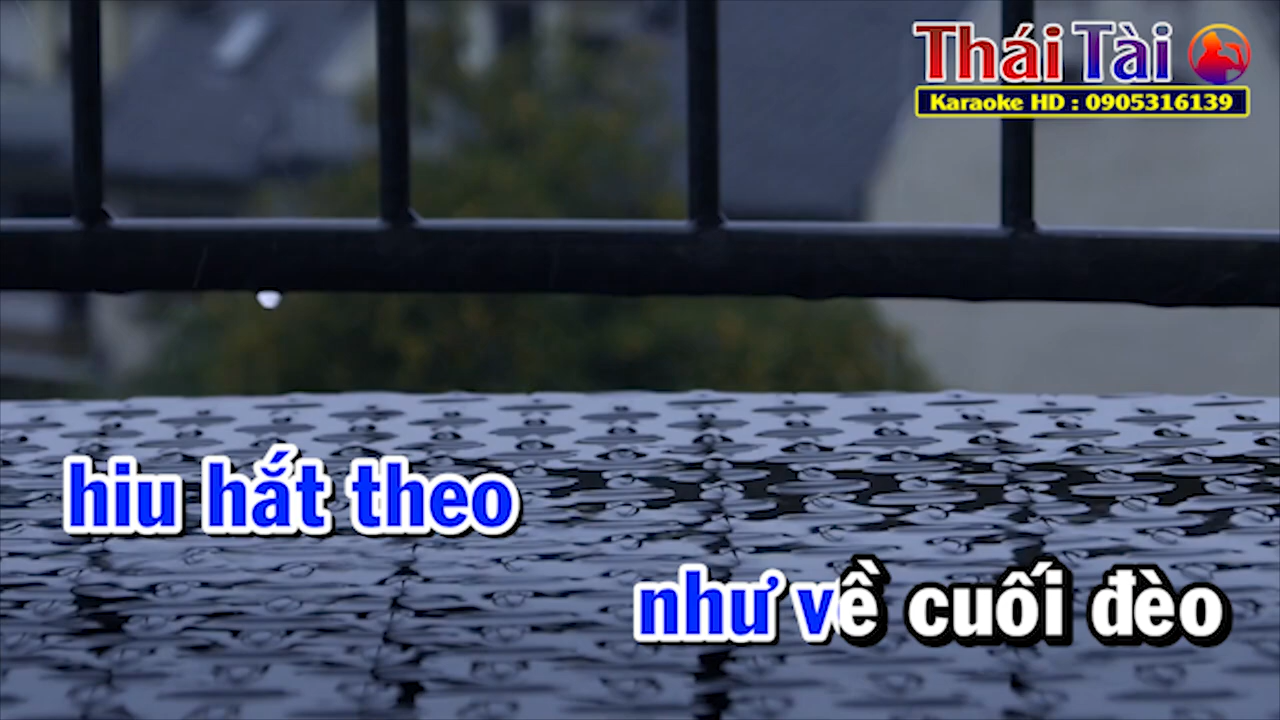 Thái Tài
Karaoke HD : 0905316139
hiu hắt theo
như về cuối đèo